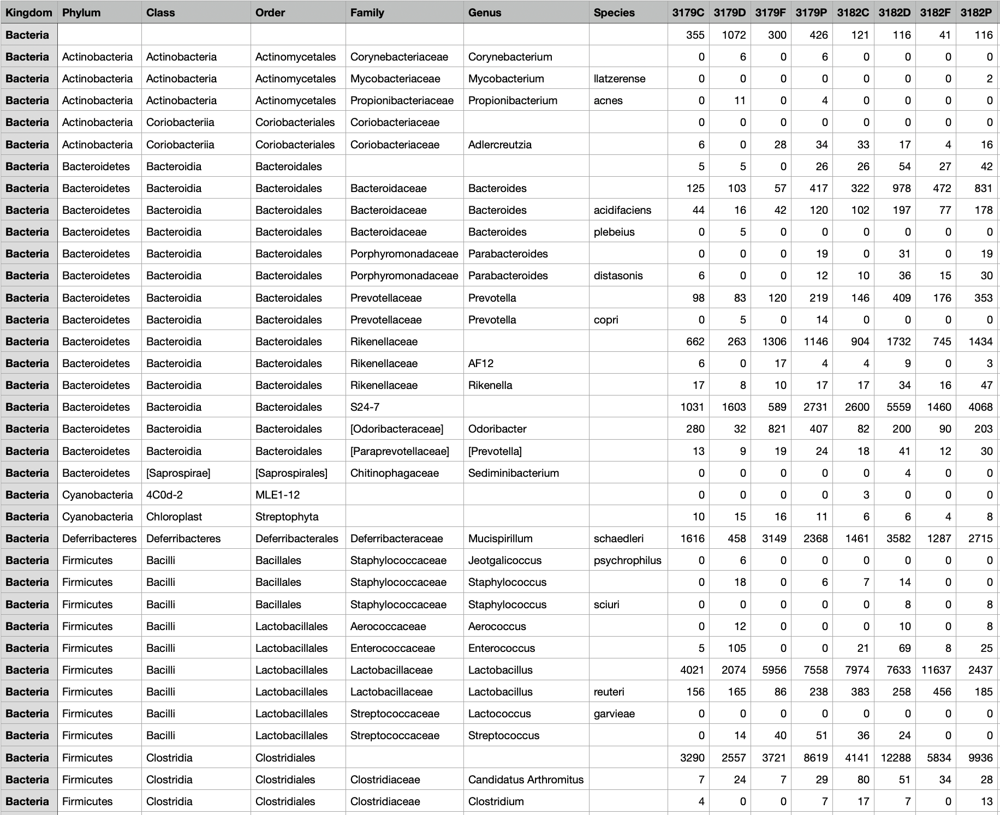 Kingdom Phylum Class Order Family Genus Species 3179C 3179D 3179F 3179P 3182C 3182D 3182F 3182P
Bacteria 355 1072 300 426 121 116 41 116
Bacteria Actinobacteria Actinobacteria Actinomycetales Corynebacteriaceae Corynebacterium 0 6 0 6 0 0 0 0
Bacteria Actinobacteria Actinobacteria Actinomycetales Mycobacteriaceae Mycobacterium llatzerense 0 0 0 0 0 0 0 2
Bacteria Actinobacteria Actinobacteria Actinomycetales Propionibacteriaceae Propionibacterium acnes 0 11 0 4 0 0 0 0
Bacteria Actinobacteria Coriobacteriia Coriobacteriales Coriobacteriaceae 0 0 0 0 0 0 0 0
Bacteria Actinobacteria Coriobacteriia Coriobacteriales Coriobacteriaceae Adlercreutzia 6 0 28 34 33 17 4 16
Bacteria Bacteroidetes Bacteroidia Bacteroidales 5 5 0 26 26 54 27 42
Bacteria Bacteroidetes Bacteroidia Bacteroidales Bacteroidaceae Bacteroides 125 103 57 417 322 978 472 831
Bacteria Bacteroidetes Bacteroidia Bacteroidales Bacteroidaceae Bacteroides acidifaciens 44 16 42 120 102 197 77 178
Bacteria Bacteroidetes Bacteroidia Bacteroidales Bacteroidaceae Bacteroides plebeius 0 5 0 0 0 0 0 0
Bacteria Bacteroidetes Bacteroidia Bacteroidales Porphyromonadaceae Parabacteroides 0 0 0 19 0 31 0 19
Bacteria Bacteroidetes Bacteroidia Bacteroidales Porphyromonadaceae Parabacteroides distasonis 6 0 0 12 10 36 15 30
Bacteria Bacteroidetes Bacteroidia Bacteroidales Prevotellaceae Prevotella 98 83 120 219 146 409 176 353
Bacteria Bacteroidetes Bacteroidia Bacteroidales Prevotellaceae Prevotella copri 0 5 0 14 0 0 0 0
Bacteria Bacteroidetes Bacteroidia Bacteroidales Rikenellaceae 662 263 1306 1146 904 1732 745 1434
Bacteria Bacteroidetes Bacteroidia Bacteroidales Rikenellaceae AF12 6 0 17 4 4 9 0 3
Bacteria Bacteroidetes Bacteroidia Bacteroidales Rikenellaceae Rikenella 17 8 10 17 17 34 16 47
Bacteria Bacteroidetes Bacteroidia Bacteroidales S24-7 1031 1603 589 2731 2600 5559 1460 4068
Bacteria Bacteroidetes Bacteroidia Bacteroidales [Odoribacteraceae] Odoribacter 280 32 821 407 82 200 90 203
Bacteria Bacteroidetes Bacteroidia Bacteroidales [Paraprevotellaceae] [Prevotella] 13 9 19 24 18 41 12 30
Bacteria Bacteroidetes [Saprospirae] [Saprospirales] Chitinophagaceae Sediminibacterium 0 0 0 0 0 4 0 0
Bacteria Cyanobacteria 4C0d-2 MLE1-12 0 0 0 0 3 0 0 0
Bacteria Cyanobacteria Chloroplast Streptophyta 10 15 16 11 6 6 4 8
Bacteria Deferribacteres Deferribacteres Deferribacterales Deferribacteraceae Mucispirillum schaedleri 1616 458 3149 2368 1461 3582 1287 2715
Bacteria Firmicutes Bacilli Bacillales Staphylococcaceae Jeotgalicoccus psychrophilus 0 6 0 0 0 0 0 0
Bacteria Firmicutes Bacilli Bacillales Staphylococcaceae Staphylococcus 0 18 0 6 7 14 0 0
Bacteria Firmicutes Bacilli Bacillales Staphylococcaceae Staphylococcus sciuri 0 0 0 0 0 8 0 8
Bacteria Firmicutes Bacilli Lactobacillales Aerococcaceae Aerococcus 0 12 0 0 0 10 0 8
Bacteria Firmicutes Bacilli Lactobacillales Enterococcaceae Enterococcus 5 105 0 0 21 69 8 25
Bacteria Firmicutes Bacilli Lactobacillales Lactobacillaceae Lactobacillus 4021 2074 5956 7558 7974 7633 11637 2437
Bacteria Firmicutes Bacilli Lactobacillales Lactobacillaceae Lactobacillus reuteri 156 165 86 238 383 258 456 185
Bacteria Firmicutes Bacilli Lactobacillales Streptococcaceae Lactococcus garvieae 0 0 0 0 0 0 0 0
Bacteria Firmicutes Bacilli Lactobacillales Streptococcaceae Streptococcus 0 14 40 51 36 24 0 0
Bacteria Firmicutes Clostridia Clostridiales 3290 2557 3721 8619 4141 12288 5834 9936
Bacteria Firmicutes Clostridia Clostridiales Clostridiaceae Candidatus Arthromitus 7 24 7 29 80 51 34 28
Bacteria Firmicutes Clostridia Clostridiales Clostridiaceae Clostridium 4 0 0 7 17 7 0 13